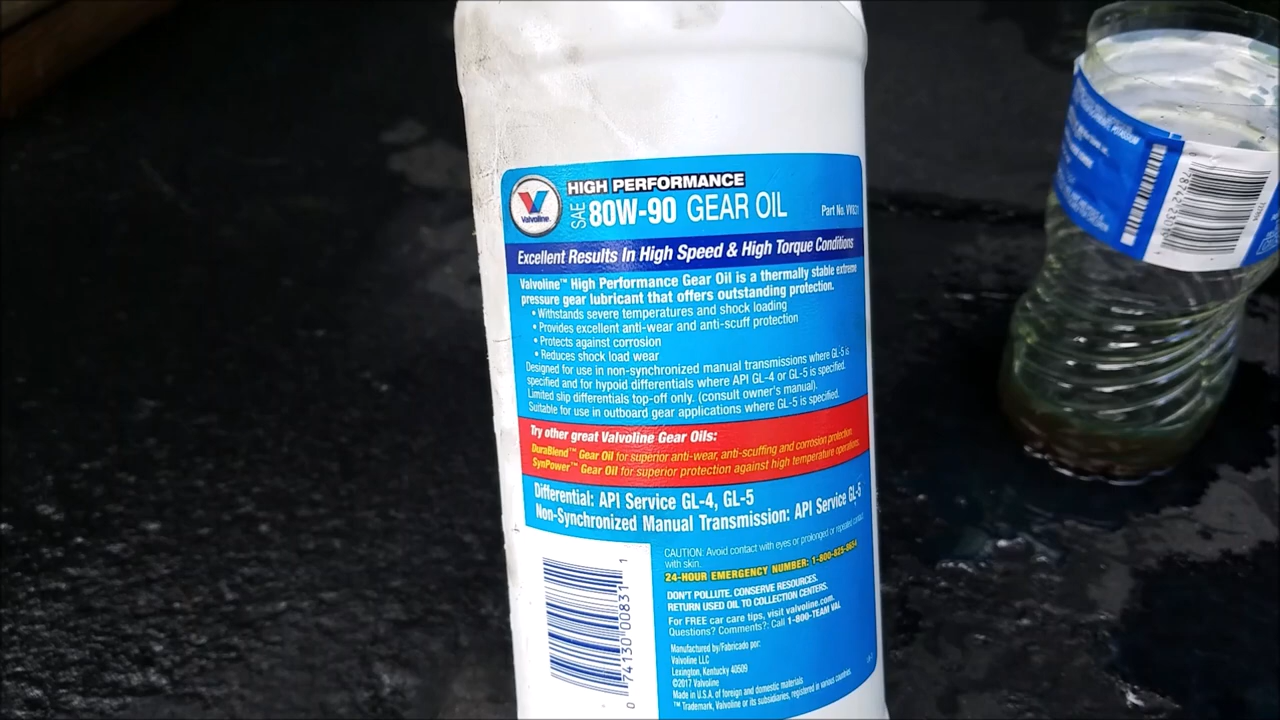 Valvoline
HIGH PERFORMANCE
SAE 80W-90 GEAR OIL
Part No. VV831
Excellent Results In High Speed & High Torque Conditions
Valvoline™ High Performance Gear Oil is a thermally stable extreme
pressure gear lubricant that offers outstanding protection.
• Withstands severe temperatures and shock loading
• Provides excellent anti-wear and anti-scuff protection
• Protects against corrosion
• Reduces shock load wear
Designed for use in non-synchronized manual transmissions where GL-5 is
specified and for hypoid differentials where API GL-4 or GL-5 is specified.
Limited slip differentials top-off only. (consult owner's manual).
Suitable for use in outboard gear applications where GL-5 is specified.
Try other great Valvoline Gear Oils:
DuraBlend™ Gear Oil for superior anti-wear, anti-scuffing and corrosion protection.
SynPower™ Gear Oil for superior protection against high temperature operations.
Differential: API Service GL-4, GL-5
Non-Synchronized Manual Transmission: API Service GL-5
CAUTION: Avoid contact with eyes or prolonged or repeated contact
with skin.
24-HOUR EMERGENCY NUMBER: 1-800-825-8654
DON'T POLLUTE. CONSERVE RESOURCES.
RETURN USED OIL TO COLLECTION CENTERS.
For FREE car care tips, visit valvoline.com.
Questions? Comments?: Call 1-800-TEAM VAL
Manufactured by/Fabricado por:
Valvoline LLC
Lexington, Kentucky 40509
©2017 Valvoline
Made in U.S.A. of foreign and domestic materials
™ Trademark, Valvoline or its subsidiaries, registered in various countries.
0 74130 00831 1